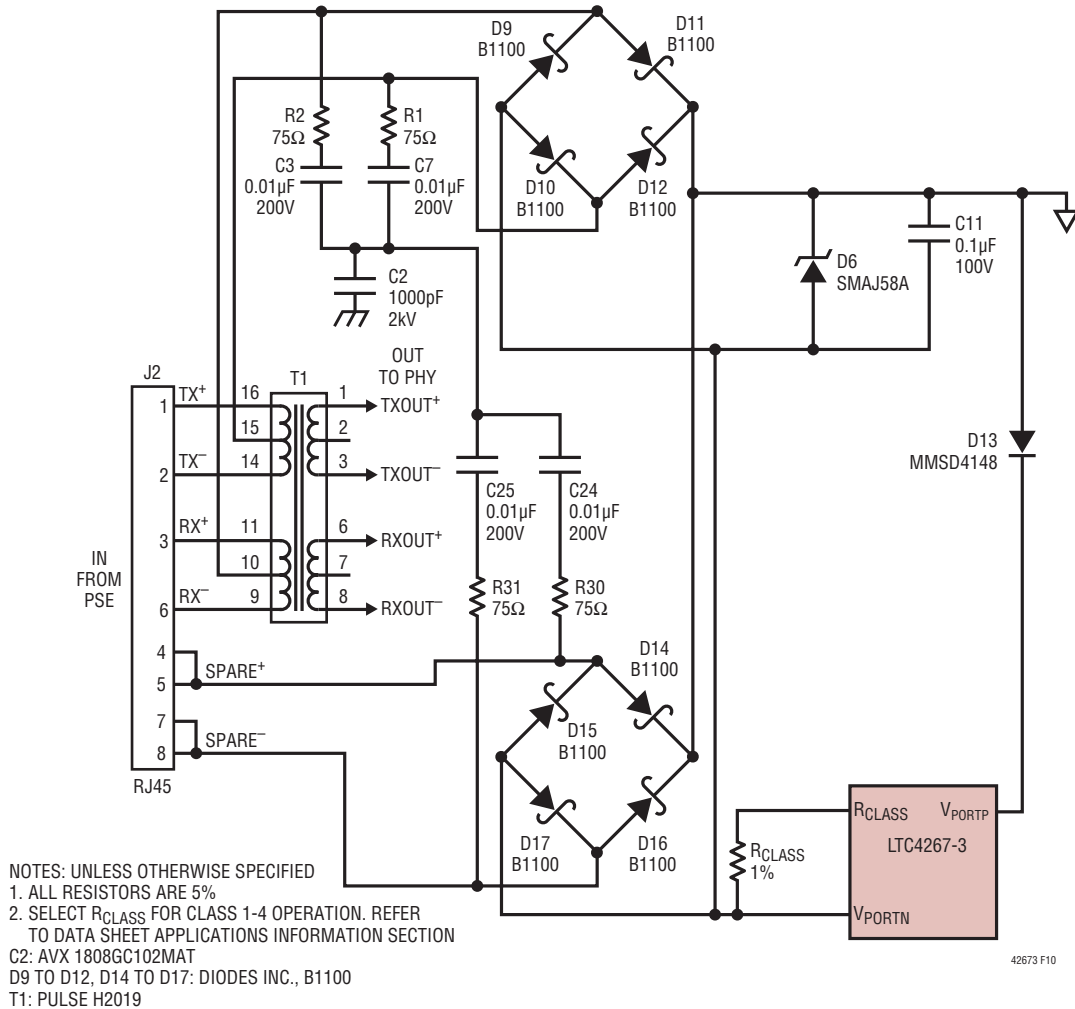 D9
B1100
D11
B1100
R2
75Ω
R1
75Ω
C3
0.01µF
200V
C7
0.01µF
200V
D10
B1100
D12
B1100
C11
0.1µF
100V
D6
SMAJ58A
C2
1000pF
2kV
OUT
TO PHY
J2
T1
1
TX+
16
1
TXOUT+
15
2
2
TX–
14
3
TXOUT–
3
RX+
11
6
RXOUT+
10
7
6
RX–
9
8
RXOUT–
IN
FROM
PSE
4
5
SPARE+
7
8
SPARE–
RJ45
C25
0.01µF
200V
C24
0.01µF
200V
R31
75Ω
R30
75Ω
D13
MMSD4148
D14
B1100
D15
B1100
D17
B1100
D16
B1100
RCLASS
1%
RCLASS
VPORTP
LTC4267-3
VPORTN
NOTES: UNLESS OTHERWISE SPECIFIED
1. ALL RESISTORS ARE 5%
2. SELECT RCLASS FOR CLASS 1-4 OPERATION. REFER
TO DATA SHEET APPLICATIONS INFORMATION SECTION
C2: AVX 1808GC102MAT
D9 TO D12, D14 TO D17: DIODES INC., B1100
T1: PULSE H2019
42673 F10